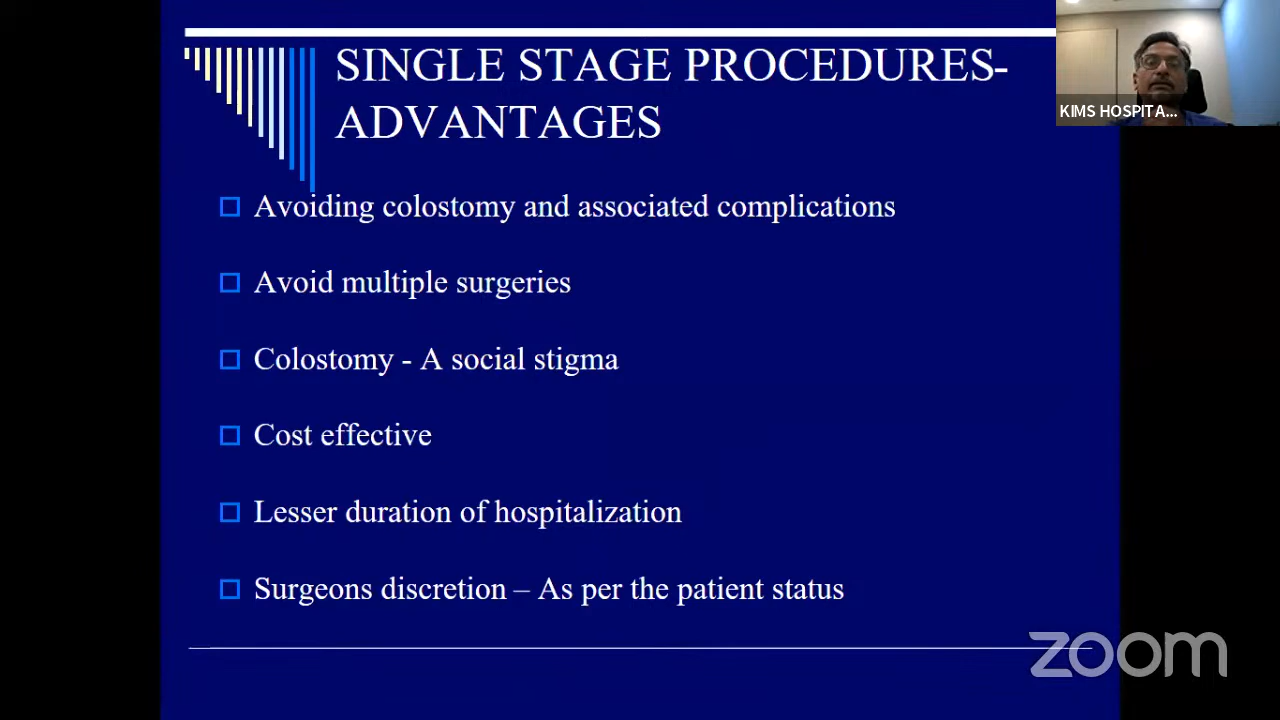 SINGLE STAGE PROCEDURES-
ADVANTAGES
KIMS HOSPITA...
Avoiding colostomy and associated complications
Avoid multiple surgeries
Colostomy - A social stigma
Cost effective
Lesser duration of hospitalization
Surgeons discretion – As per the patient status
zoom